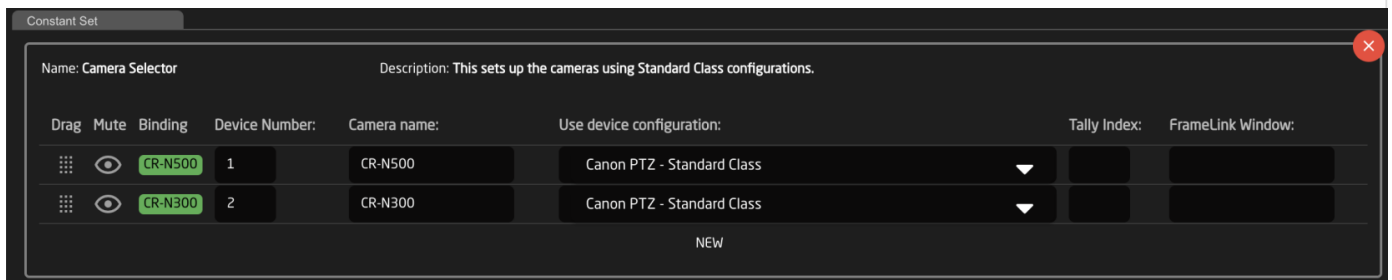 Constant Set
Name: Camera Selector Description: This sets up the cameras using Standard Class configurations.
Drag Mute Binding Device Number: Camera name: Use device configuration: Tally Index: FrameLink Window:
CR-N500 1 CR-N500 Canon PTZ - Standard Class
CR-N300 2 CR-N300 Canon PTZ - Standard Class
NEW